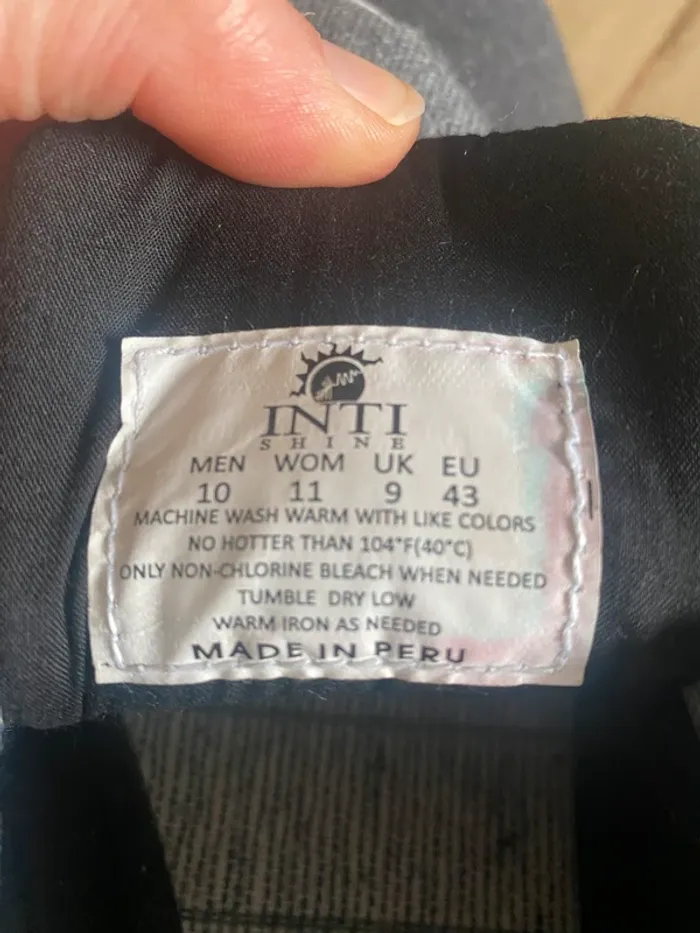 INTI
SHINE
MEN WOM UK EU
10 11 9 43
MACHINE WASH WARM WITH LIKE COLORS
NO HOTTER THAN 104°F(40°C)
ONLY NON-CHLORINE BLEACH WHEN NEEDED
TUMBLE DRY LOW
WARM IRON AS NEEDED
MADE IN PERU